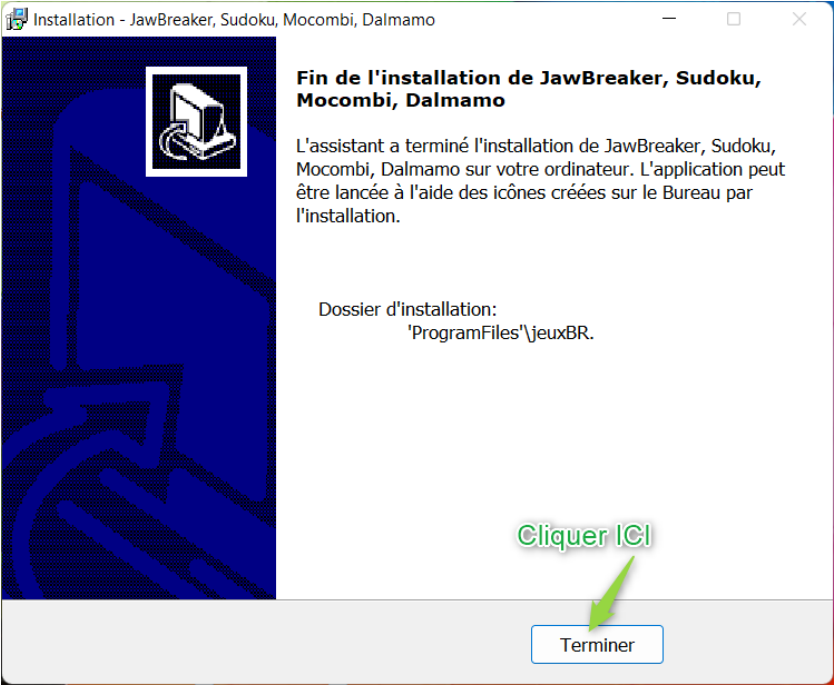 Installation - JawBreaker, Sudoku, Mocombi, Dalmamo
Fin de l'installation de JawBreaker, Sudoku,
Mocombi, Dalmamo
L'assistant a terminé l'installation de JawBreaker, Sudoku,
Mocombi, Dalmamo sur votre ordinateur. L'application peut
être lancée à l'aide des icônes créées sur le Bureau par
l'installation.
Dossier d'installation:
'ProgramFiles'\jeuxBR.
Cliquer ICI
Terminer